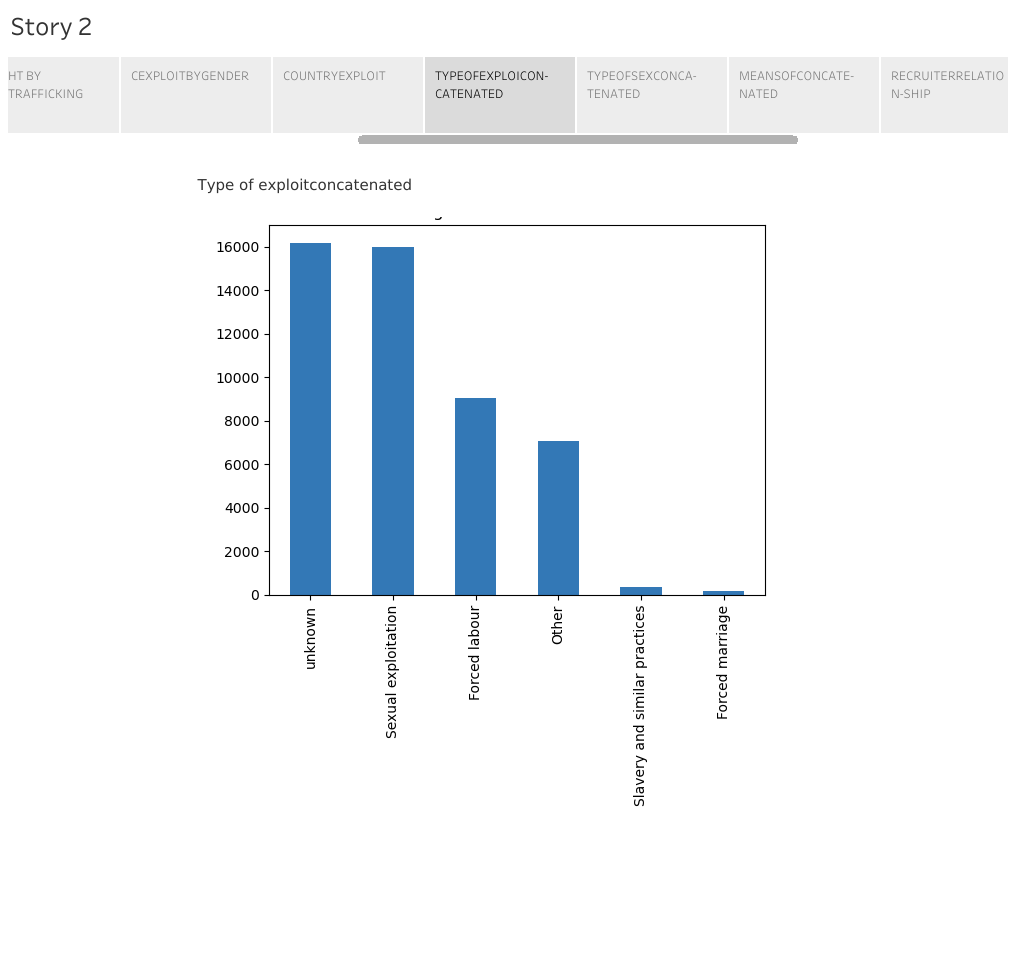 Story 2
HT BY
TRAFFICKING
CEXPLOITBYGENDER
COUNTRYEXPLOIT
TYPEOFEXPLOICON-
CATENATED
TYPEOFSEXCONCA-
TENATED
MEANSOFCONCATE-
NATED
RECRUITERRELATIO
N-SHIP
Type of exploitconcatenated
16000
14000
12000
10000
8000
6000
4000
2000
0
unknown
Sexual exploitation
Forced labour
Other
Slavery and similar practices
Forced marriage